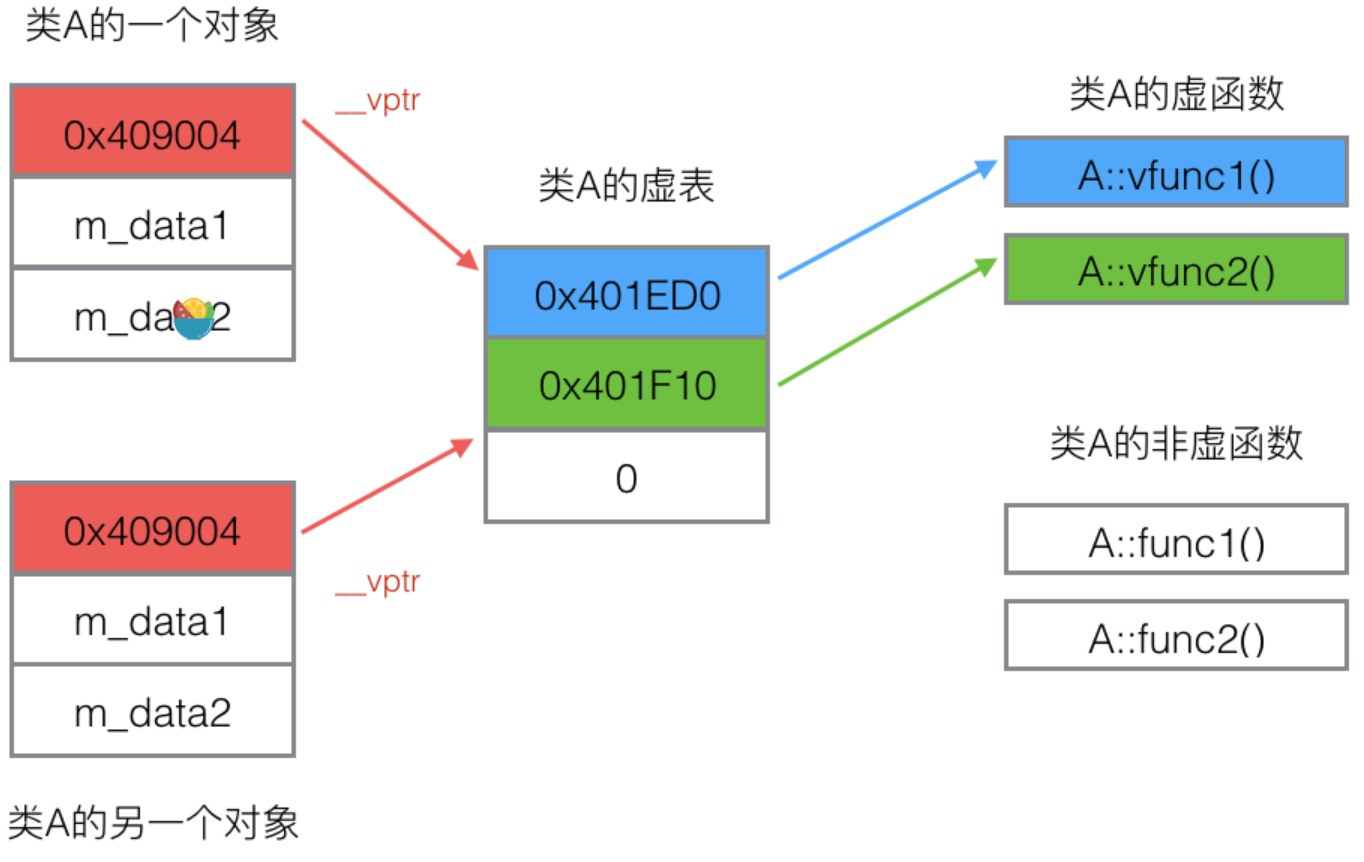 类A的一个对象
0x409004
m_data1
m_da 2
__vptr
类A的虚表
0x401ED0
0x401F10
0
类A的虚函数
A::vfunc1()
A::vfunc2()
类A的非虚函数
A::func1()
A::func2()
0x409004
m_data1
m_data2
__vptr
类A的另一个对象